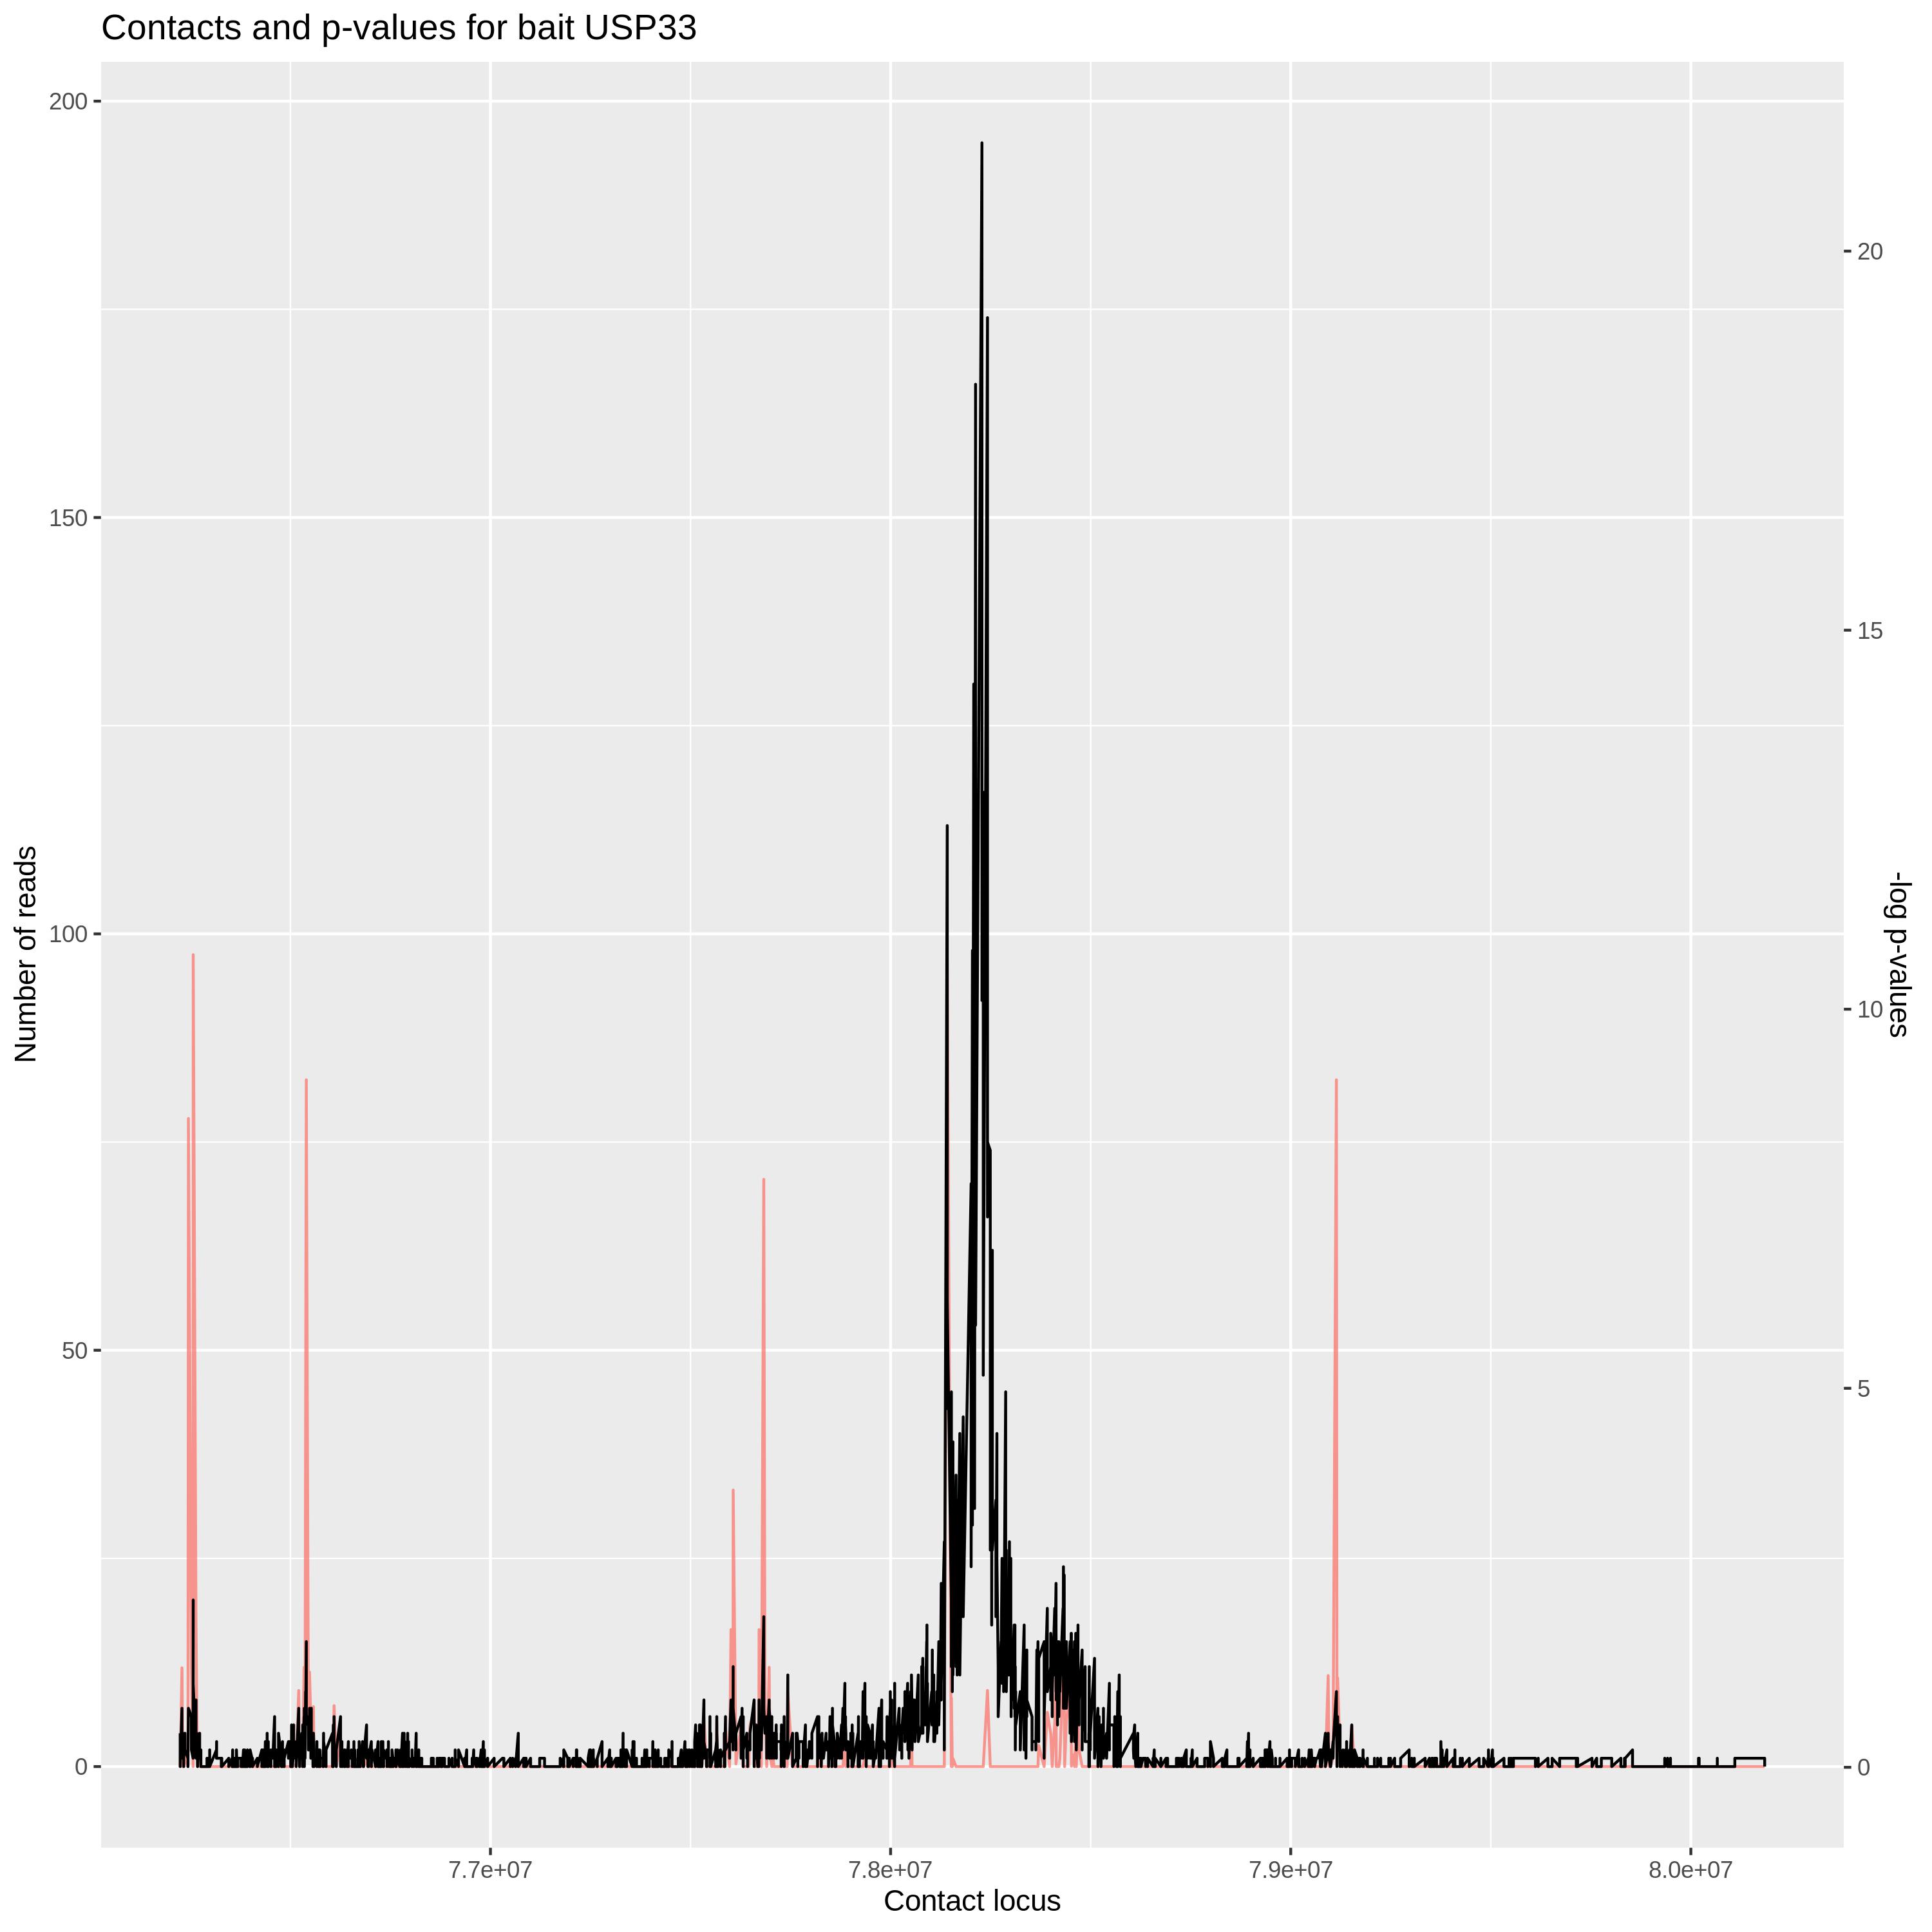 Contacts and p-values for bait USP33
200
150
100
50
0
Number of reads
20
15
10
5
0
-log p-values
7.7e+07
7.8e+07
7.9e+07
8.0e+07
Contact locus